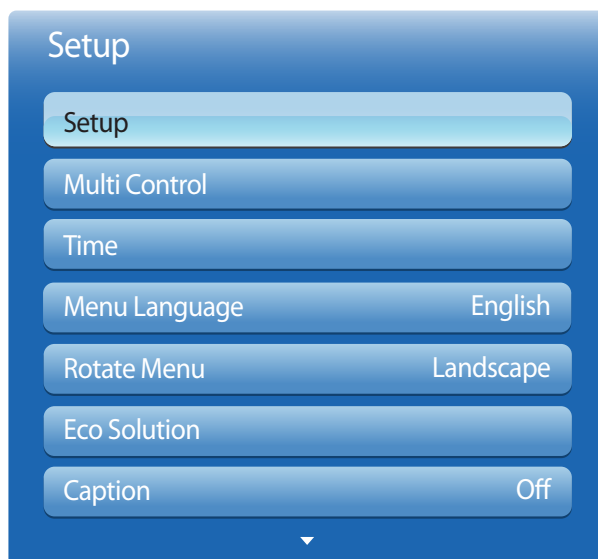 Setup
Setup
Multi Control
Time
Menu Language English
Rotate Menu Landscape
Eco Solution
Caption Off